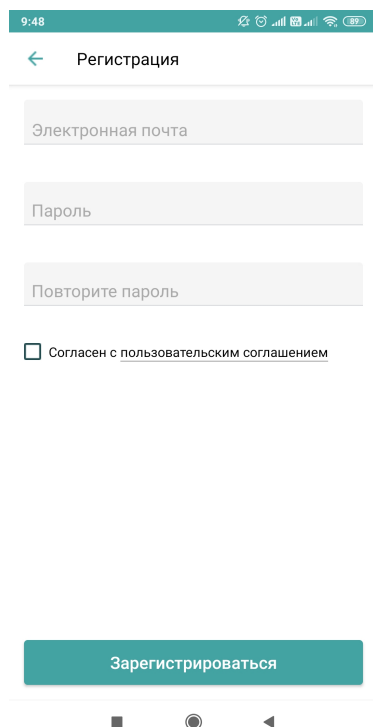 9:48
89
Регистрация
Электронная почта
Пароль
Повторите пароль
Согласен с пользовательским соглашением
Зарегистрироваться